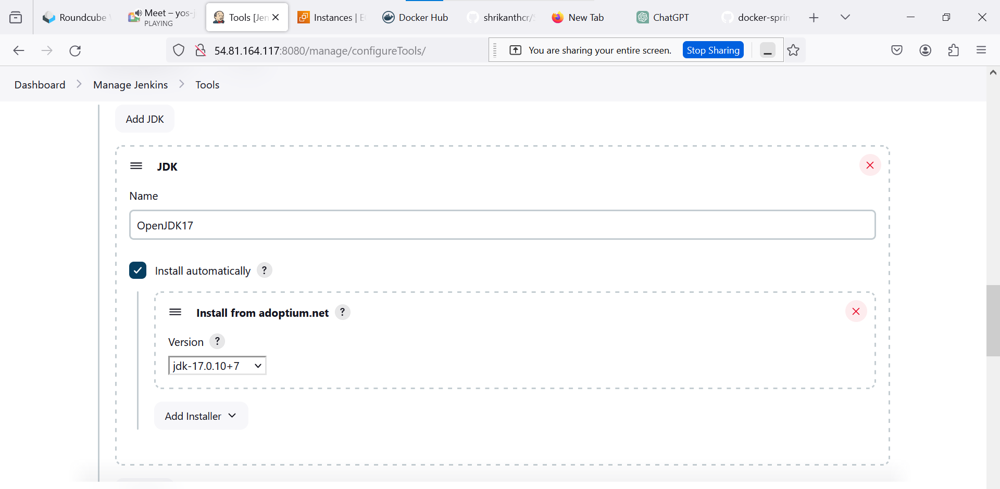 Roundcube
Meet – yos-j
PLAYING
Tools [Jen
Instances | E
Docker Hub
shrikanthcr/S
New Tab
ChatGPT
docker-sprin
54.81.164.117:8080/manage/configureTools/
You are sharing your entire screen.
Stop Sharing
Dashboard
Manage Jenkins
Tools
Add JDK
JDK
Name
OpenJDK17
Install automatically ?
Install from adoptium.net ?
Version ?
jdk-17.0.10+7
Add Installer